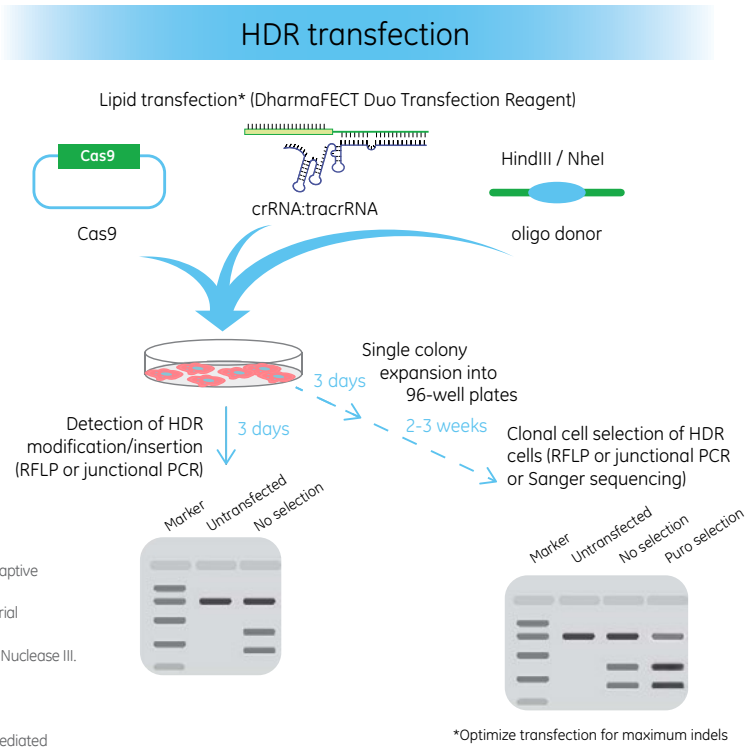 HDR transfection
Lipid transfection* (DharmaFECT Duo Transfection Reagent)
Cas9
HindIII / NheI
crRNA:tracrRNA
Cas9
oligo donor
Single colony
expansion into
96-well plates
3 days
Detection of HDR
modification/insertion
(RFLP or junctional PCR)
3 days
2-3 weeks
Clonal cell selection of HDR
cells (RFLP or junctional PCR
or Sanger sequencing)
Marker
Untransfected
No selection
Marker
Untransfected
No selection
Puro selection
aptive
rial
Nuclease III.
ediated
*Optimize transfection for maximum indels